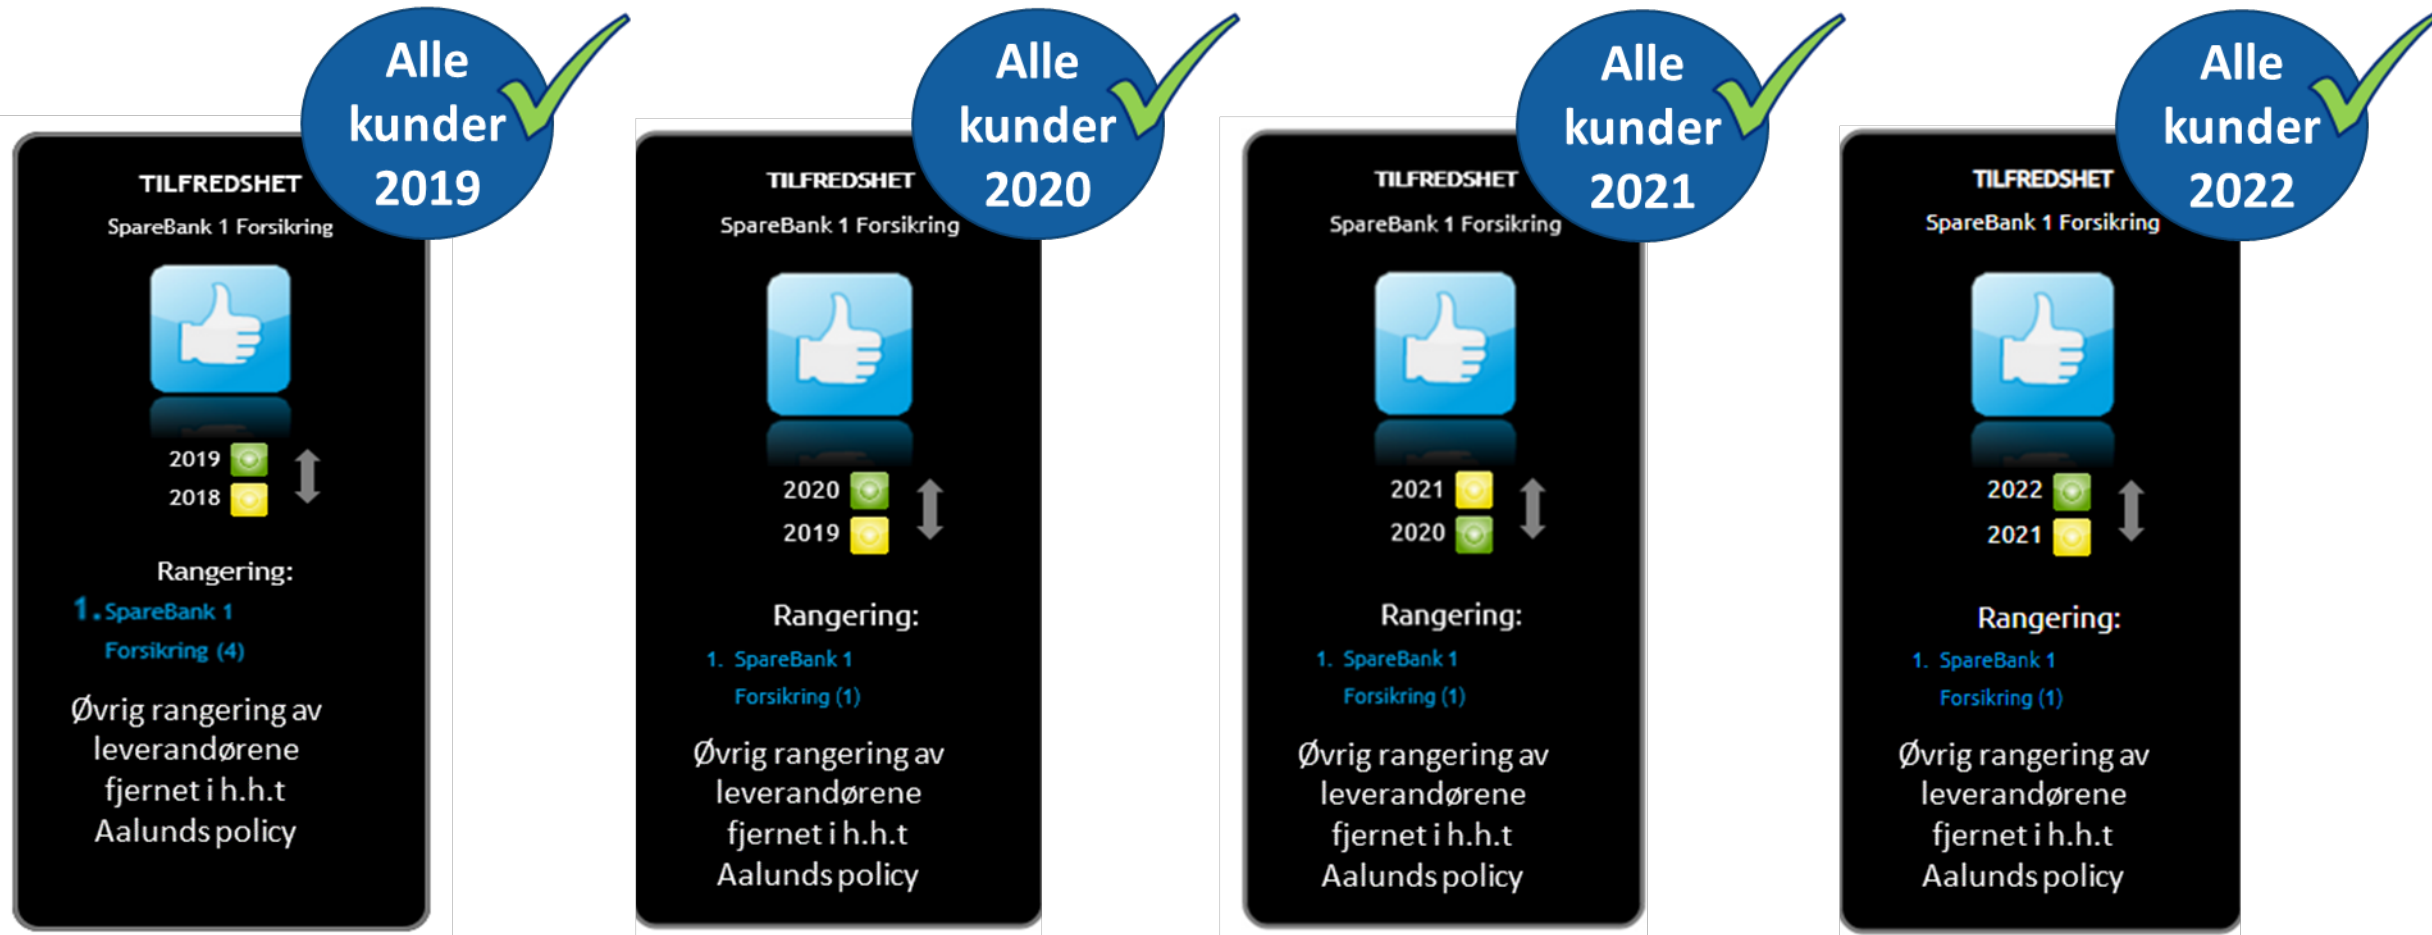 Alle
kunder
2019
TILFREDSHET
SpareBank 1 Forsikring
2019
2018
Rangering:
1. SpareBank 1
Forsikring (4)
Øvrig rangering av
leverandørene
fjernet i h.h.t
Aalunds policy
Alle
kunder
2020
TILFREDSHET
SpareBank 1 Forsikring
2020
2019
Rangering:
1. SpareBank 1
Forsikring (1)
Øvrig rangering av
leverandørene
fjernet i h.h.t
Aalunds policy
Alle
kunder
2021
TILFREDSHET
SpareBank 1 Forsikring
2021
2020
Rangering:
1. SpareBank 1
Forsikring (1)
Øvrig rangering av
leverandørene
fjernet i h.h.t
Aalunds policy
Alle
kunder
2022
TILFREDSHET
SpareBank 1 Forsikring
2022
2021
Rangering:
1. SpareBank 1
Forsikring (1)
Øvrig rangering av
leverandørene
fjernet i h.h.t
Aalunds policy